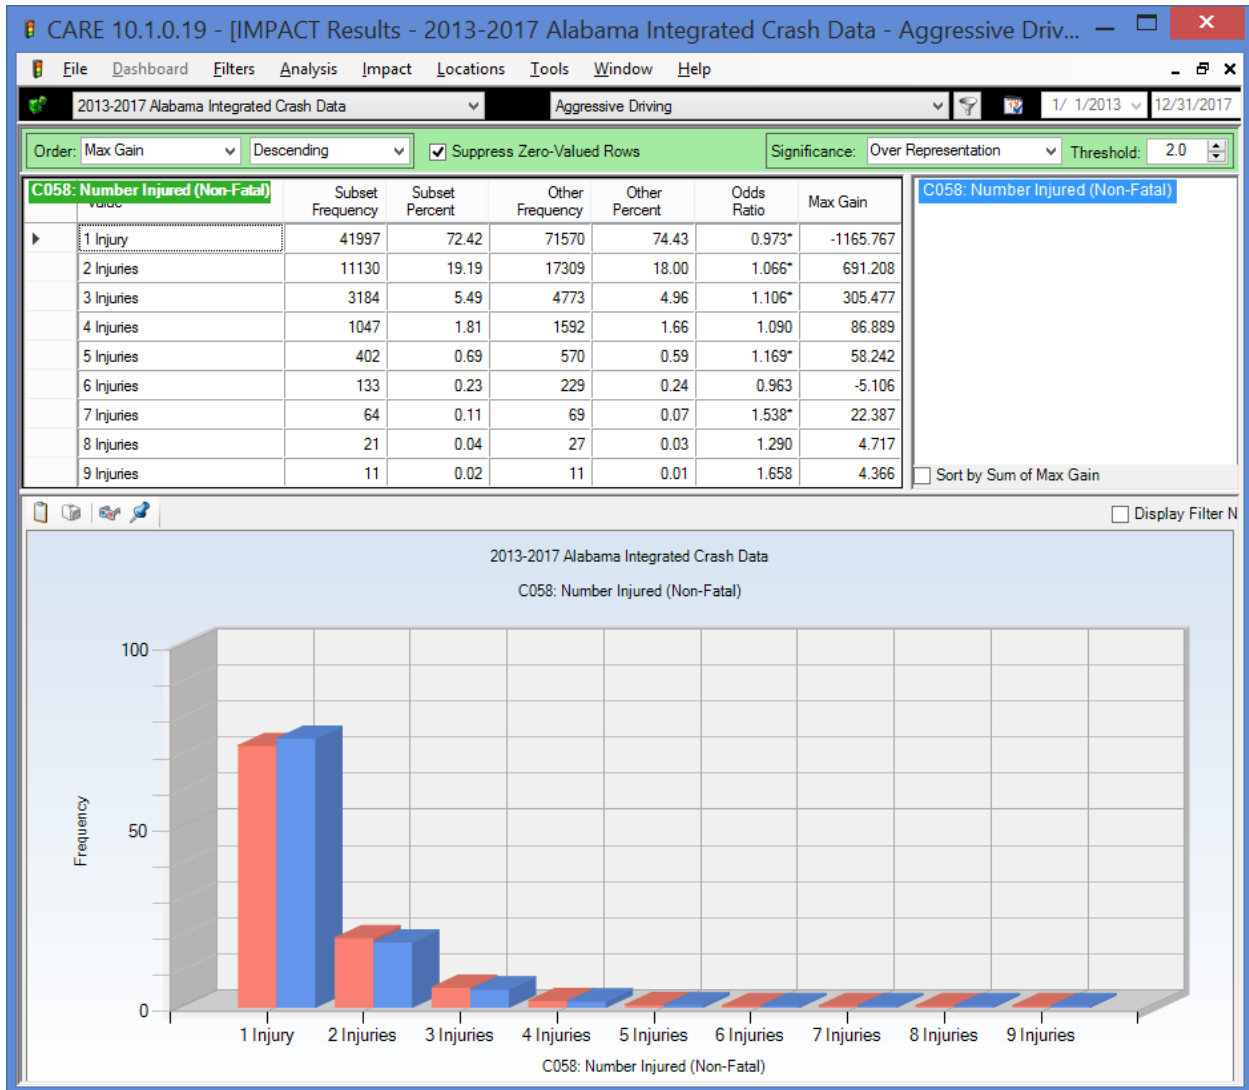 CARE 10.1.0.19 - [IMPACT Results - 2013-2017 Alabama Integrated Crash Data - Aggressive Driv...
File Dashboard Filters Analysis Impact Locations Tools Window Help
2013-2017 Alabama Integrated Crash Data Aggressive Driving 1/ 1/2013 12/31/2017
Order: Max Gain Descending Suppress Zero-Valued Rows Significance: Over Representation Threshold: 2.0
C058: Number Injured (Non-Fatal) Subset Frequency Subset Percent Other Frequency Other Percent Odds Ratio Max Gain
1 Injury 41997 72.42 71570 74.43 0.973* -1165.767
2 Injuries 11130 19.19 17309 18.00 1.066* 691.208
3 Injuries 3184 5.49 4773 4.96 1.106* 305.477
4 Injuries 1047 1.81 1592 1.66 1.090 86.889
5 Injuries 402 0.69 570 0.59 1.169* 58.242
6 Injuries 133 0.23 229 0.24 0.963 -5.106
7 Injuries 64 0.11 69 0.07 1.538* 22.387
8 Injuries 21 0.04 27 0.03 1.290 4.717
9 Injuries 11 0.02 11 0.01 1.658 4.366
C058: Number Injured (Non-Fatal)
Sort by Sum of Max Gain
Display Filter N
2013-2017 Alabama Integrated Crash Data
C058: Number Injured (Non-Fatal)
Frequency
100
50
0
1 Injury 2 Injuries 3 Injuries 4 Injuries 5 Injuries 6 Injuries 7 Injuries 8 Injuries 9 Injuries
C058: Number Injured (Non-Fatal)